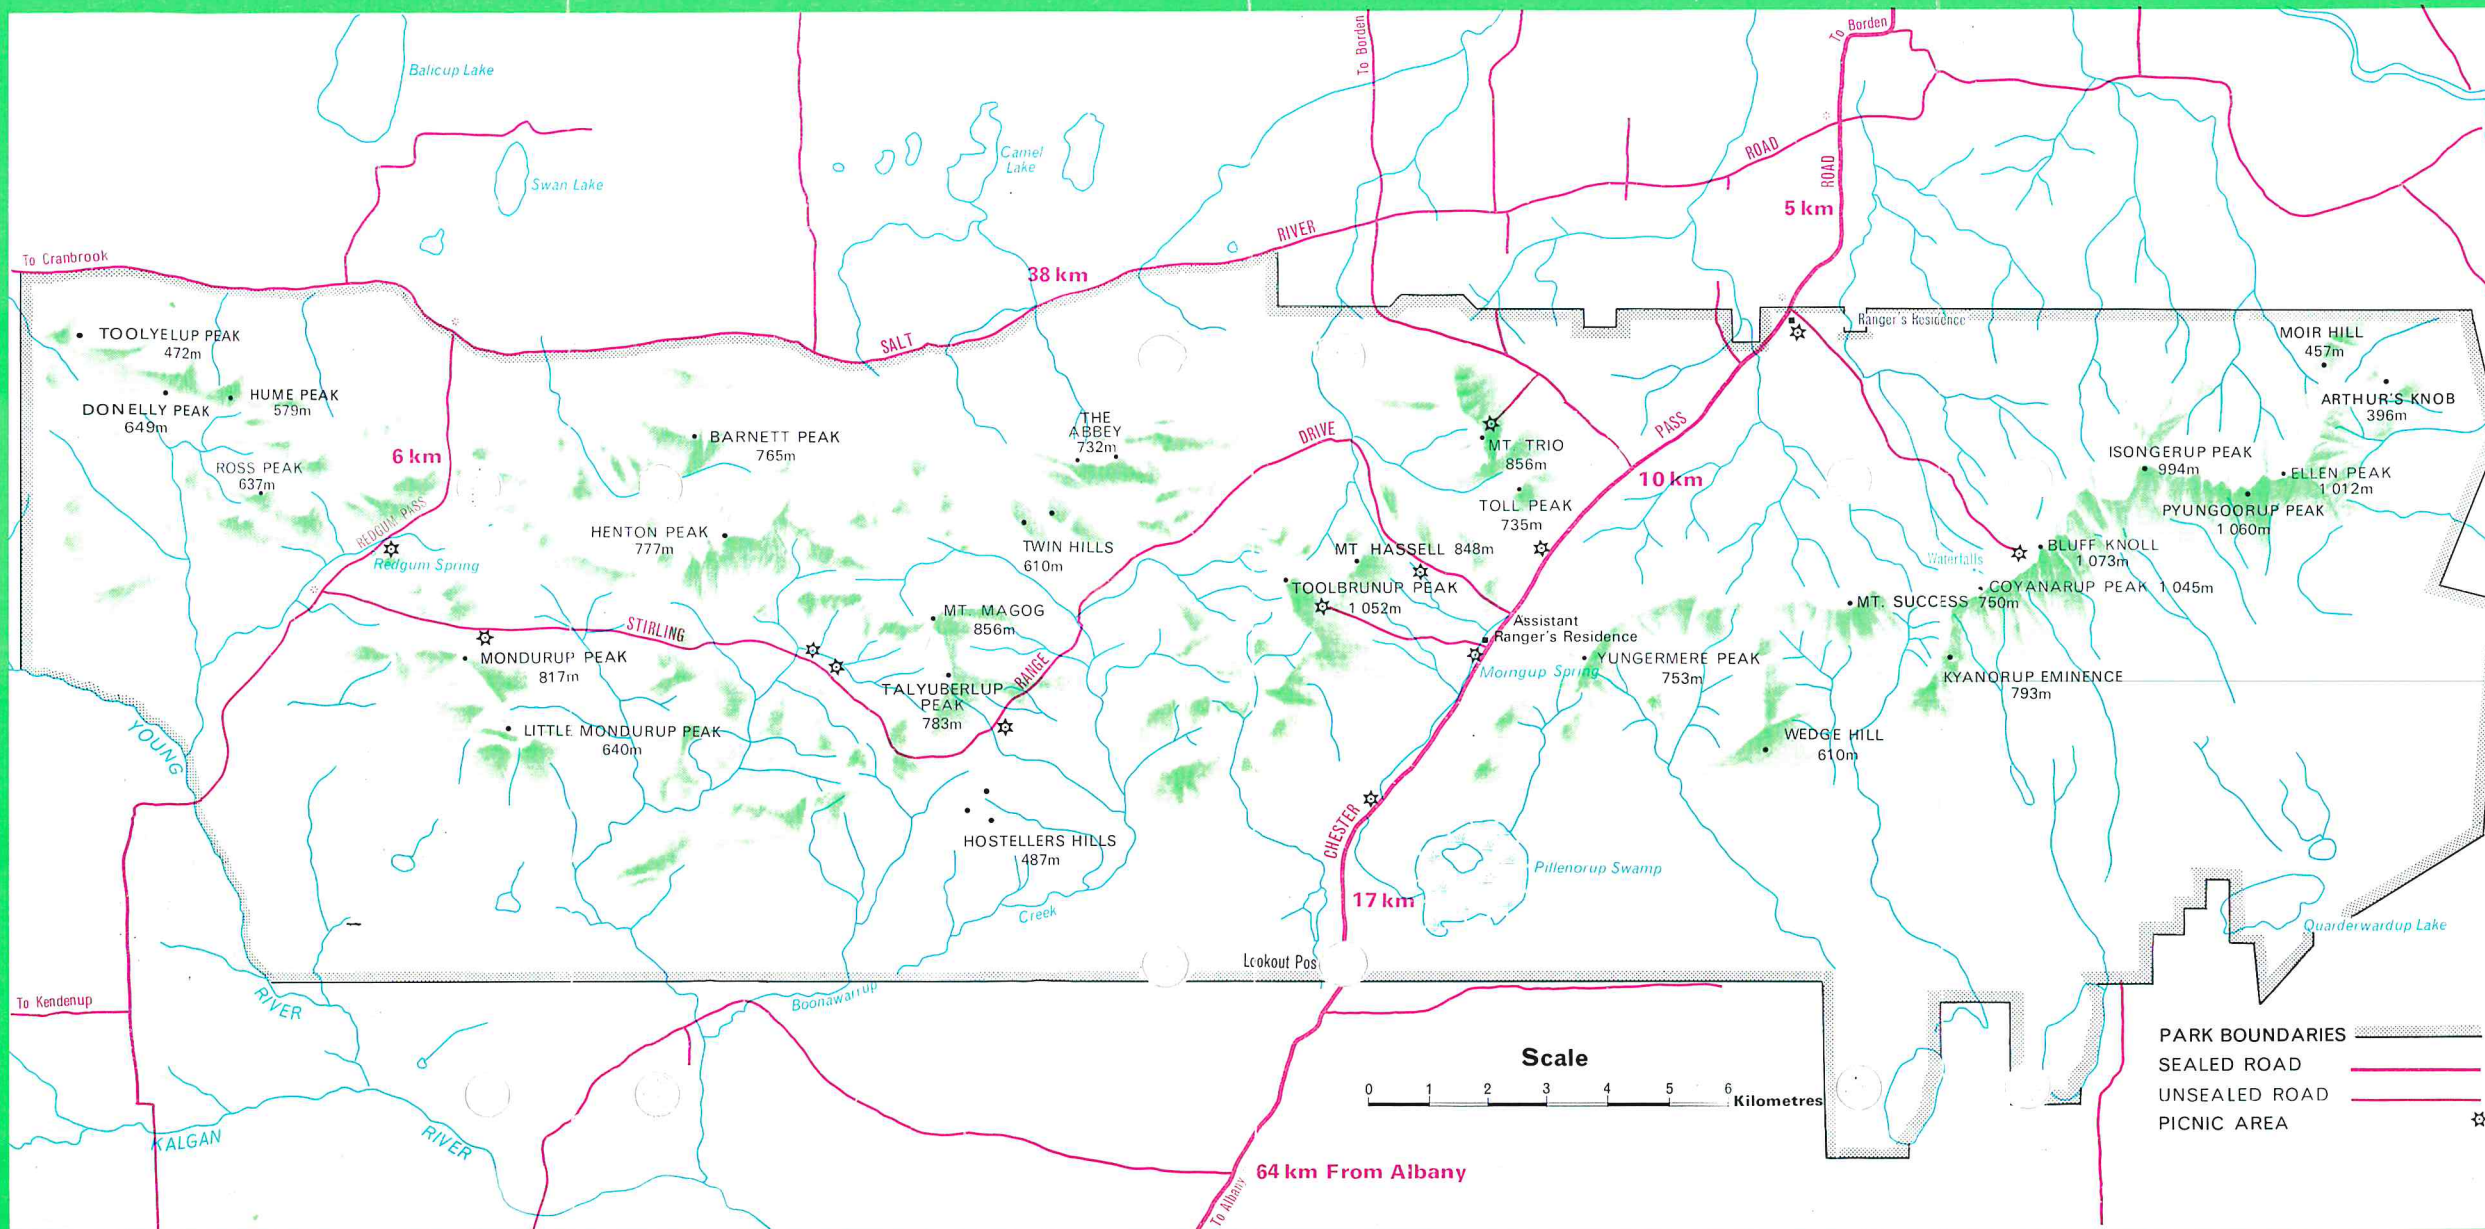 To Borden
To Borden
Balicup Lake
Swan Lake
Camel
Lake
ROAD
ROAD
5 km
RIVER
To Cranbrook
38 km
SALT
TOOLYELUP PEAK
472m
Ranger's Residence
MOIR HILL
457m
HUME PEAK
579m
DONELLY PEAK
649m
ARTHUR'S KNOB
396m
THE
ABBEY
732m
BARNETT PEAK
765m
DRIVE
PASS
MT. TRIO
856m
6 km
ROSS PEAK
637m
10 km
ISONGERUP PEAK
994m
ELLEN PEAK
1 012m
TOLL PEAK
735m
PYUNGOORUP PEAK
1 060m
REDGUM PASS
HENTON PEAK
777m
TWIN HILLS
610m
MT. HASSELL 848m
Redgum Spring
Waterfalls
BLUFF KNOLL
1 073m
TOOLBRUNUP PEAK
1 052m
COYANARUP PEAK 1 045m
MT. SUCCESS 750m
MT. MAGOG
856m
STIRLING
Assistant
Ranger's Residence
MONDURUP PEAK
817m
RANGE
Moingup Spring
YUNGERMERE PEAK
753m
KYANORUP EMINENCE
793m
TALYUBERLUP
PEAK
783m
LITTLE MONDURUP PEAK
640m
WEDGE HILL
610m
YOUNG
HOSTELLERS HILLS
487m
CHESTER
Pillenorup Swamp
17 km
Creek
Quarderwardup Lake
Lookout Pos
To Kendenup
RIVER
Boonawarrup
Scale
0 1 2 3 4 5 6 Kilometres
PARK BOUNDARIES
SEALED ROAD
UNSEALED ROAD
PICNIC AREA
KALGAN
RIVER
64 km From Albany
To Albany